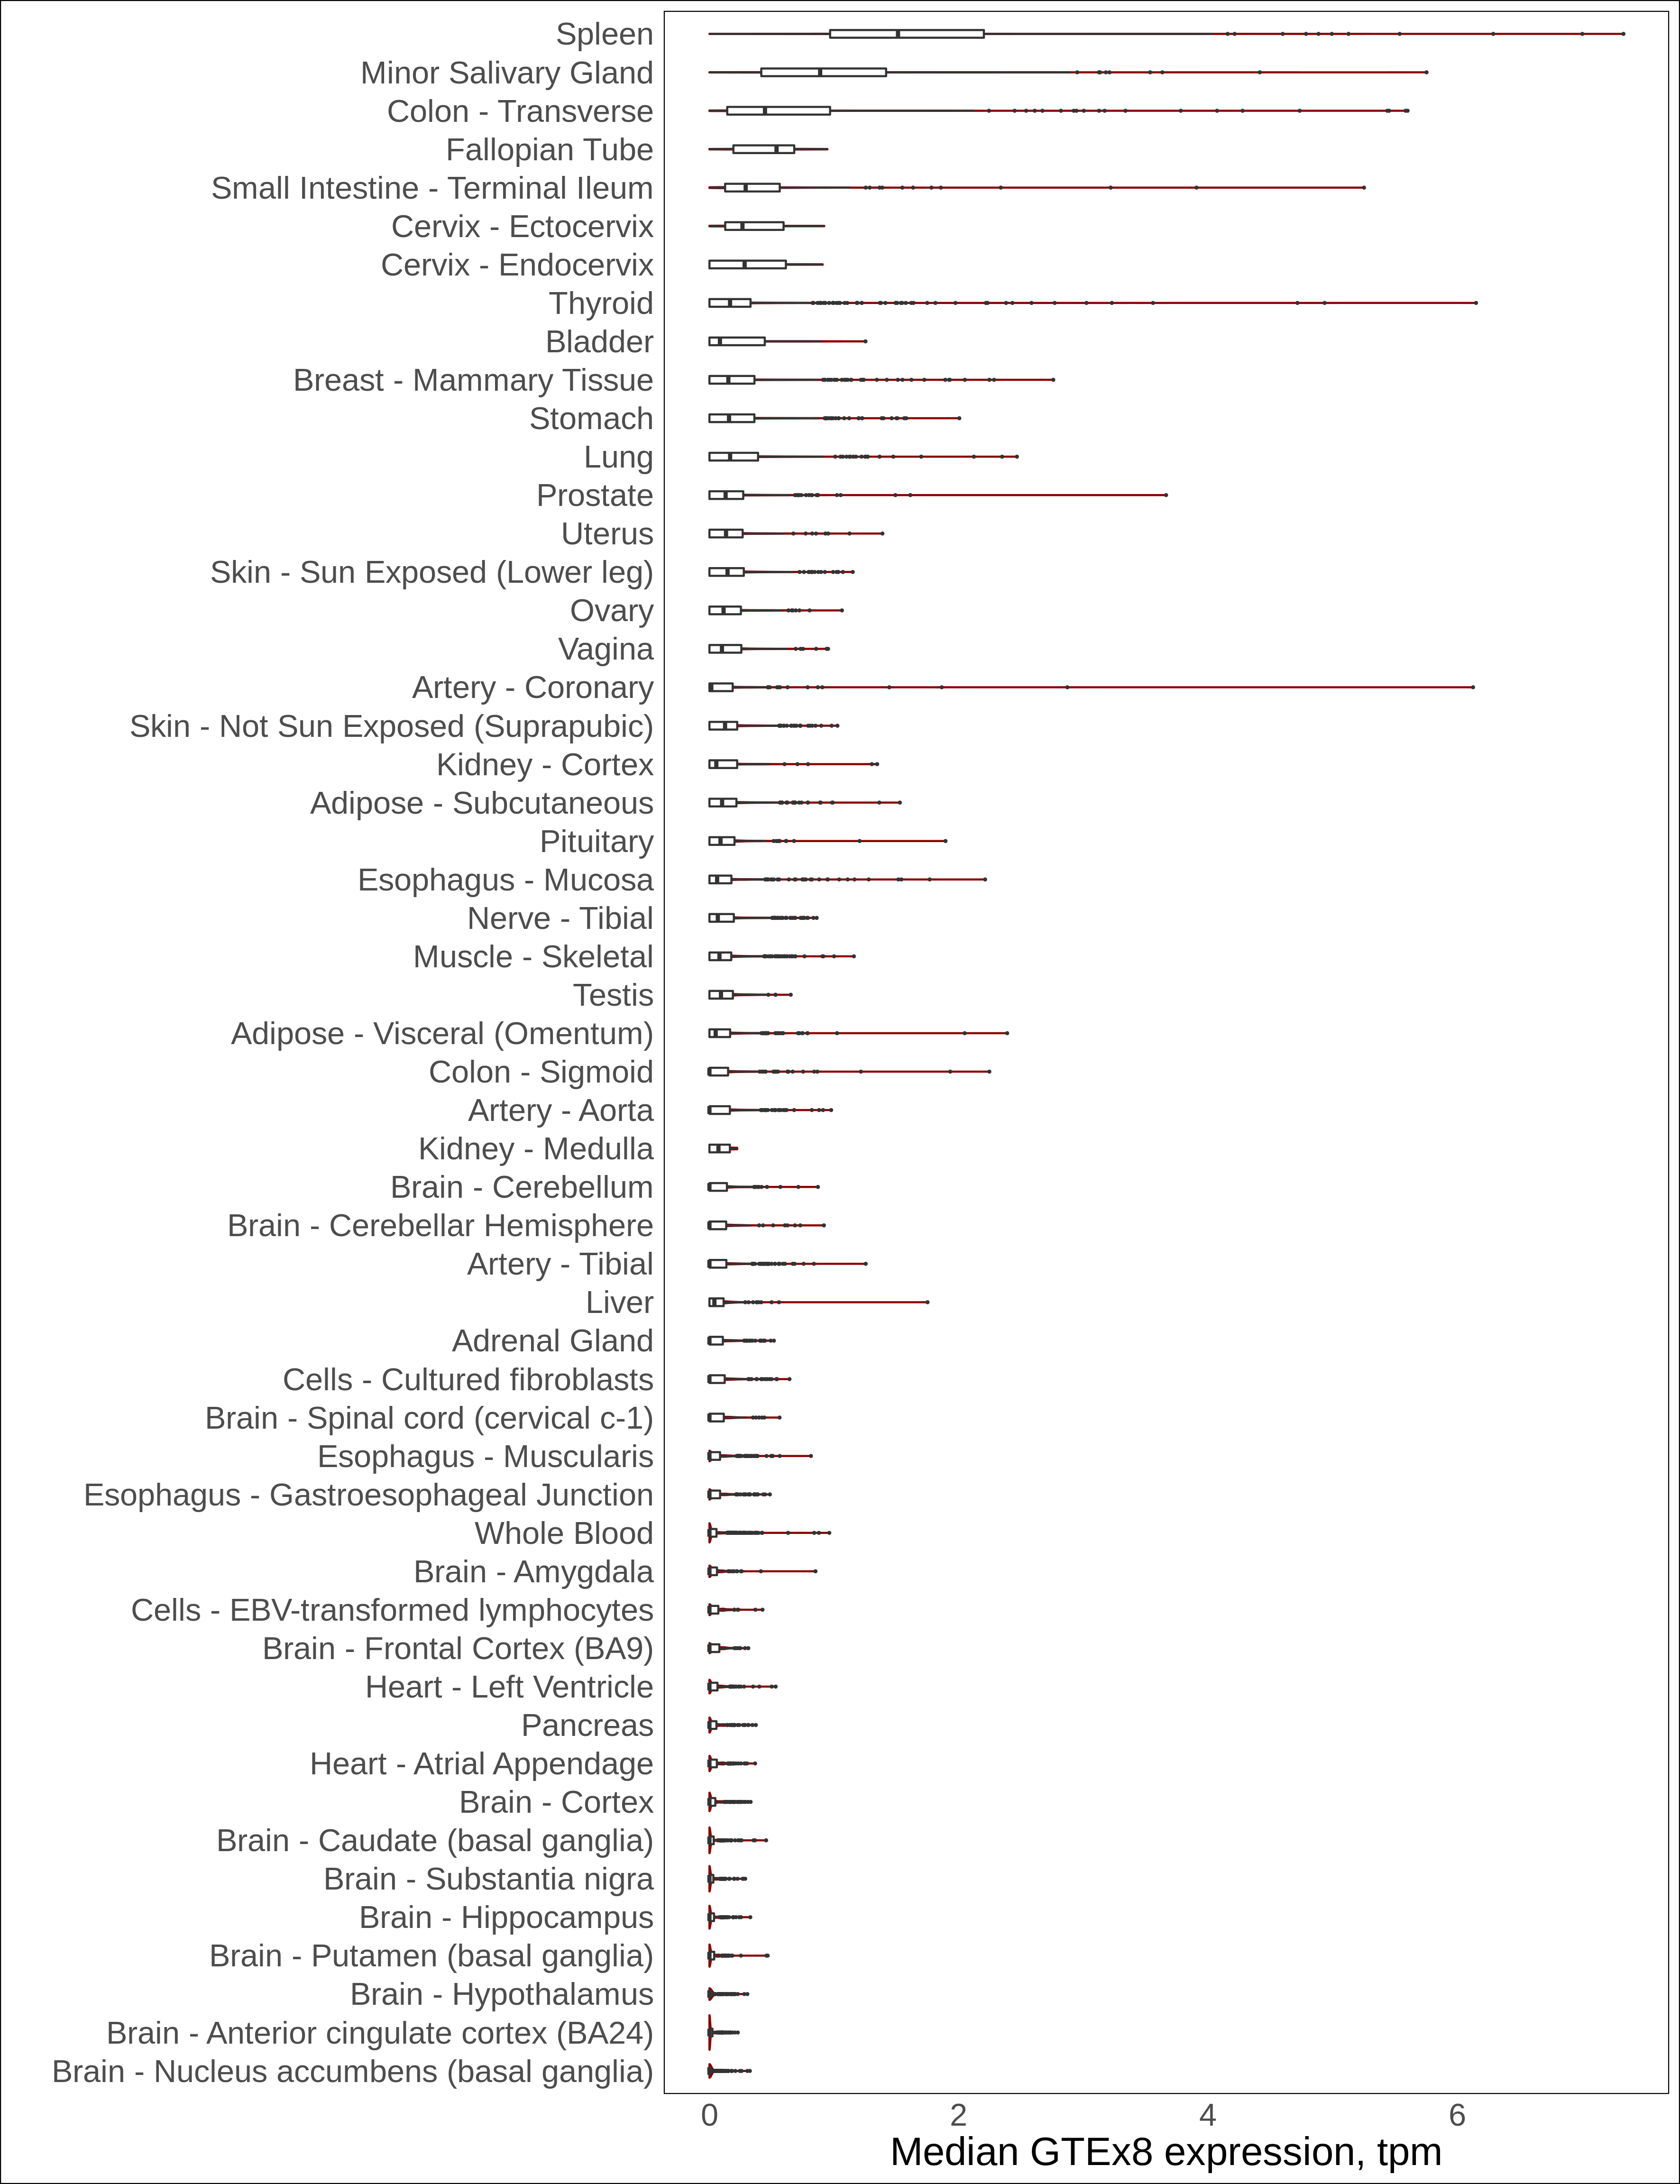 Spleen
Minor Salivary Gland
Colon - Transverse
Fallopian Tube
Small Intestine - Terminal Ileum
Cervix - Ectocervix
Cervix - Endocervix
Thyroid
Bladder
Breast - Mammary Tissue
Stomach
Lung
Prostate
Uterus
Skin - Sun Exposed (Lower leg)
Ovary
Vagina
Artery - Coronary
Skin - Not Sun Exposed (Suprapubic)
Kidney - Cortex
Adipose - Subcutaneous
Pituitary
Esophagus - Mucosa
Nerve - Tibial
Muscle - Skeletal
Testis
Adipose - Visceral (Omentum)
Colon - Sigmoid
Artery - Aorta
Kidney - Medulla
Brain - Cerebellum
Brain - Cerebellar Hemisphere
Artery - Tibial
Liver
Adrenal Gland
Cells - Cultured fibroblasts
Brain - Spinal cord (cervical c-1)
Esophagus - Muscularis
Esophagus - Gastroesophageal Junction
Whole Blood
Brain - Amygdala
Cells - EBV-transformed lymphocytes
Brain - Frontal Cortex (BA9)
Heart - Left Ventricle
Pancreas
Heart - Atrial Appendage
Brain - Cortex
Brain - Caudate (basal ganglia)
Brain - Substantia nigra
Brain - Hippocampus
Brain - Putamen (basal ganglia)
Brain - Hypothalamus
Brain - Anterior cingulate cortex (BA24)
Brain - Nucleus accumbens (basal ganglia)
0 2 4 6
Median GTEx8 expression, tpm